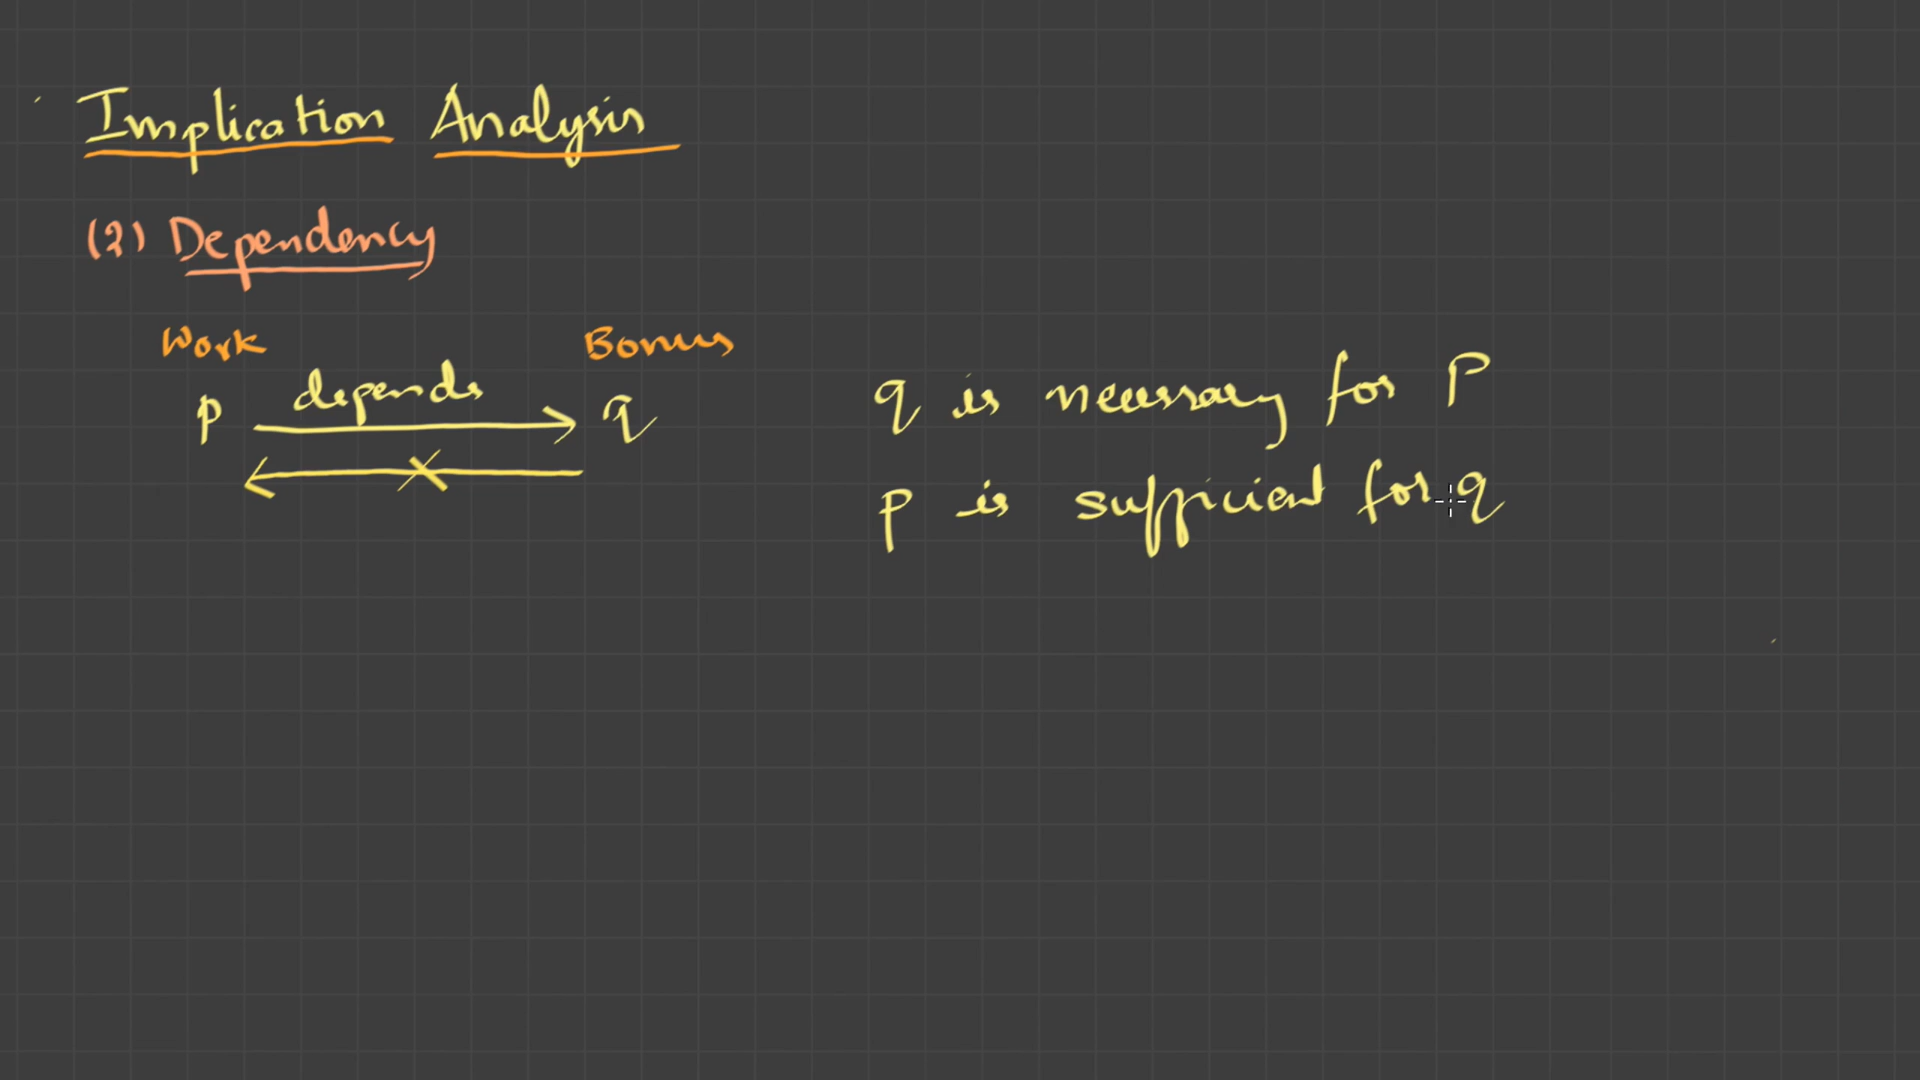 Implication Analysis
(2) Dependency
Work Bonus
p depends q
q is necessary for P
p is sufficient for q